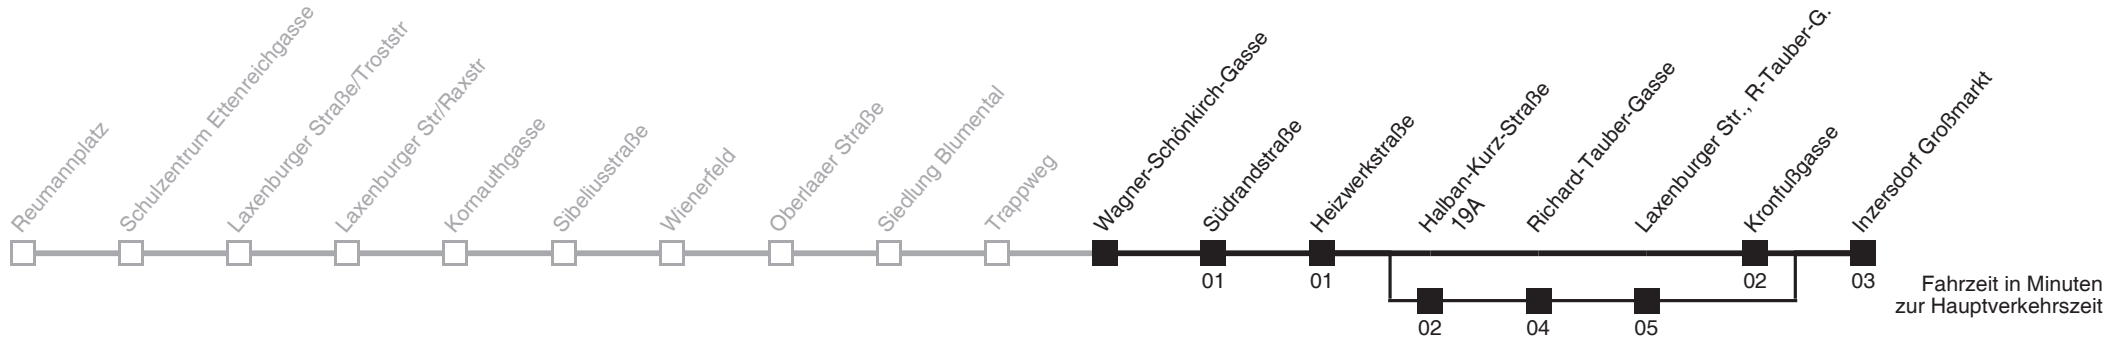 Reumannplatz
Schulzentrum Ettenreichgasse
Laxenburger Straße/Troststr
Laxenburger Str/Raxstr
Kornauthgasse
Sibeliusstraße
Wienerfeld
Oberlaaer Straße
Siedlung Blumental
Trappweg
Wagner-Schönkirch-Gasse
Südrandstraße
Heizwerkstraße
Halban-Kurz-Straße
19A
Richard-Tauber-Gasse
Laxenburger Str., R-Tauber-G.
Kronfußgasse
Inzersdorf Großmarkt
01
01
02
03
02
04
05
Fahrzeit in Minuten
zur Hauptverkehrszeit